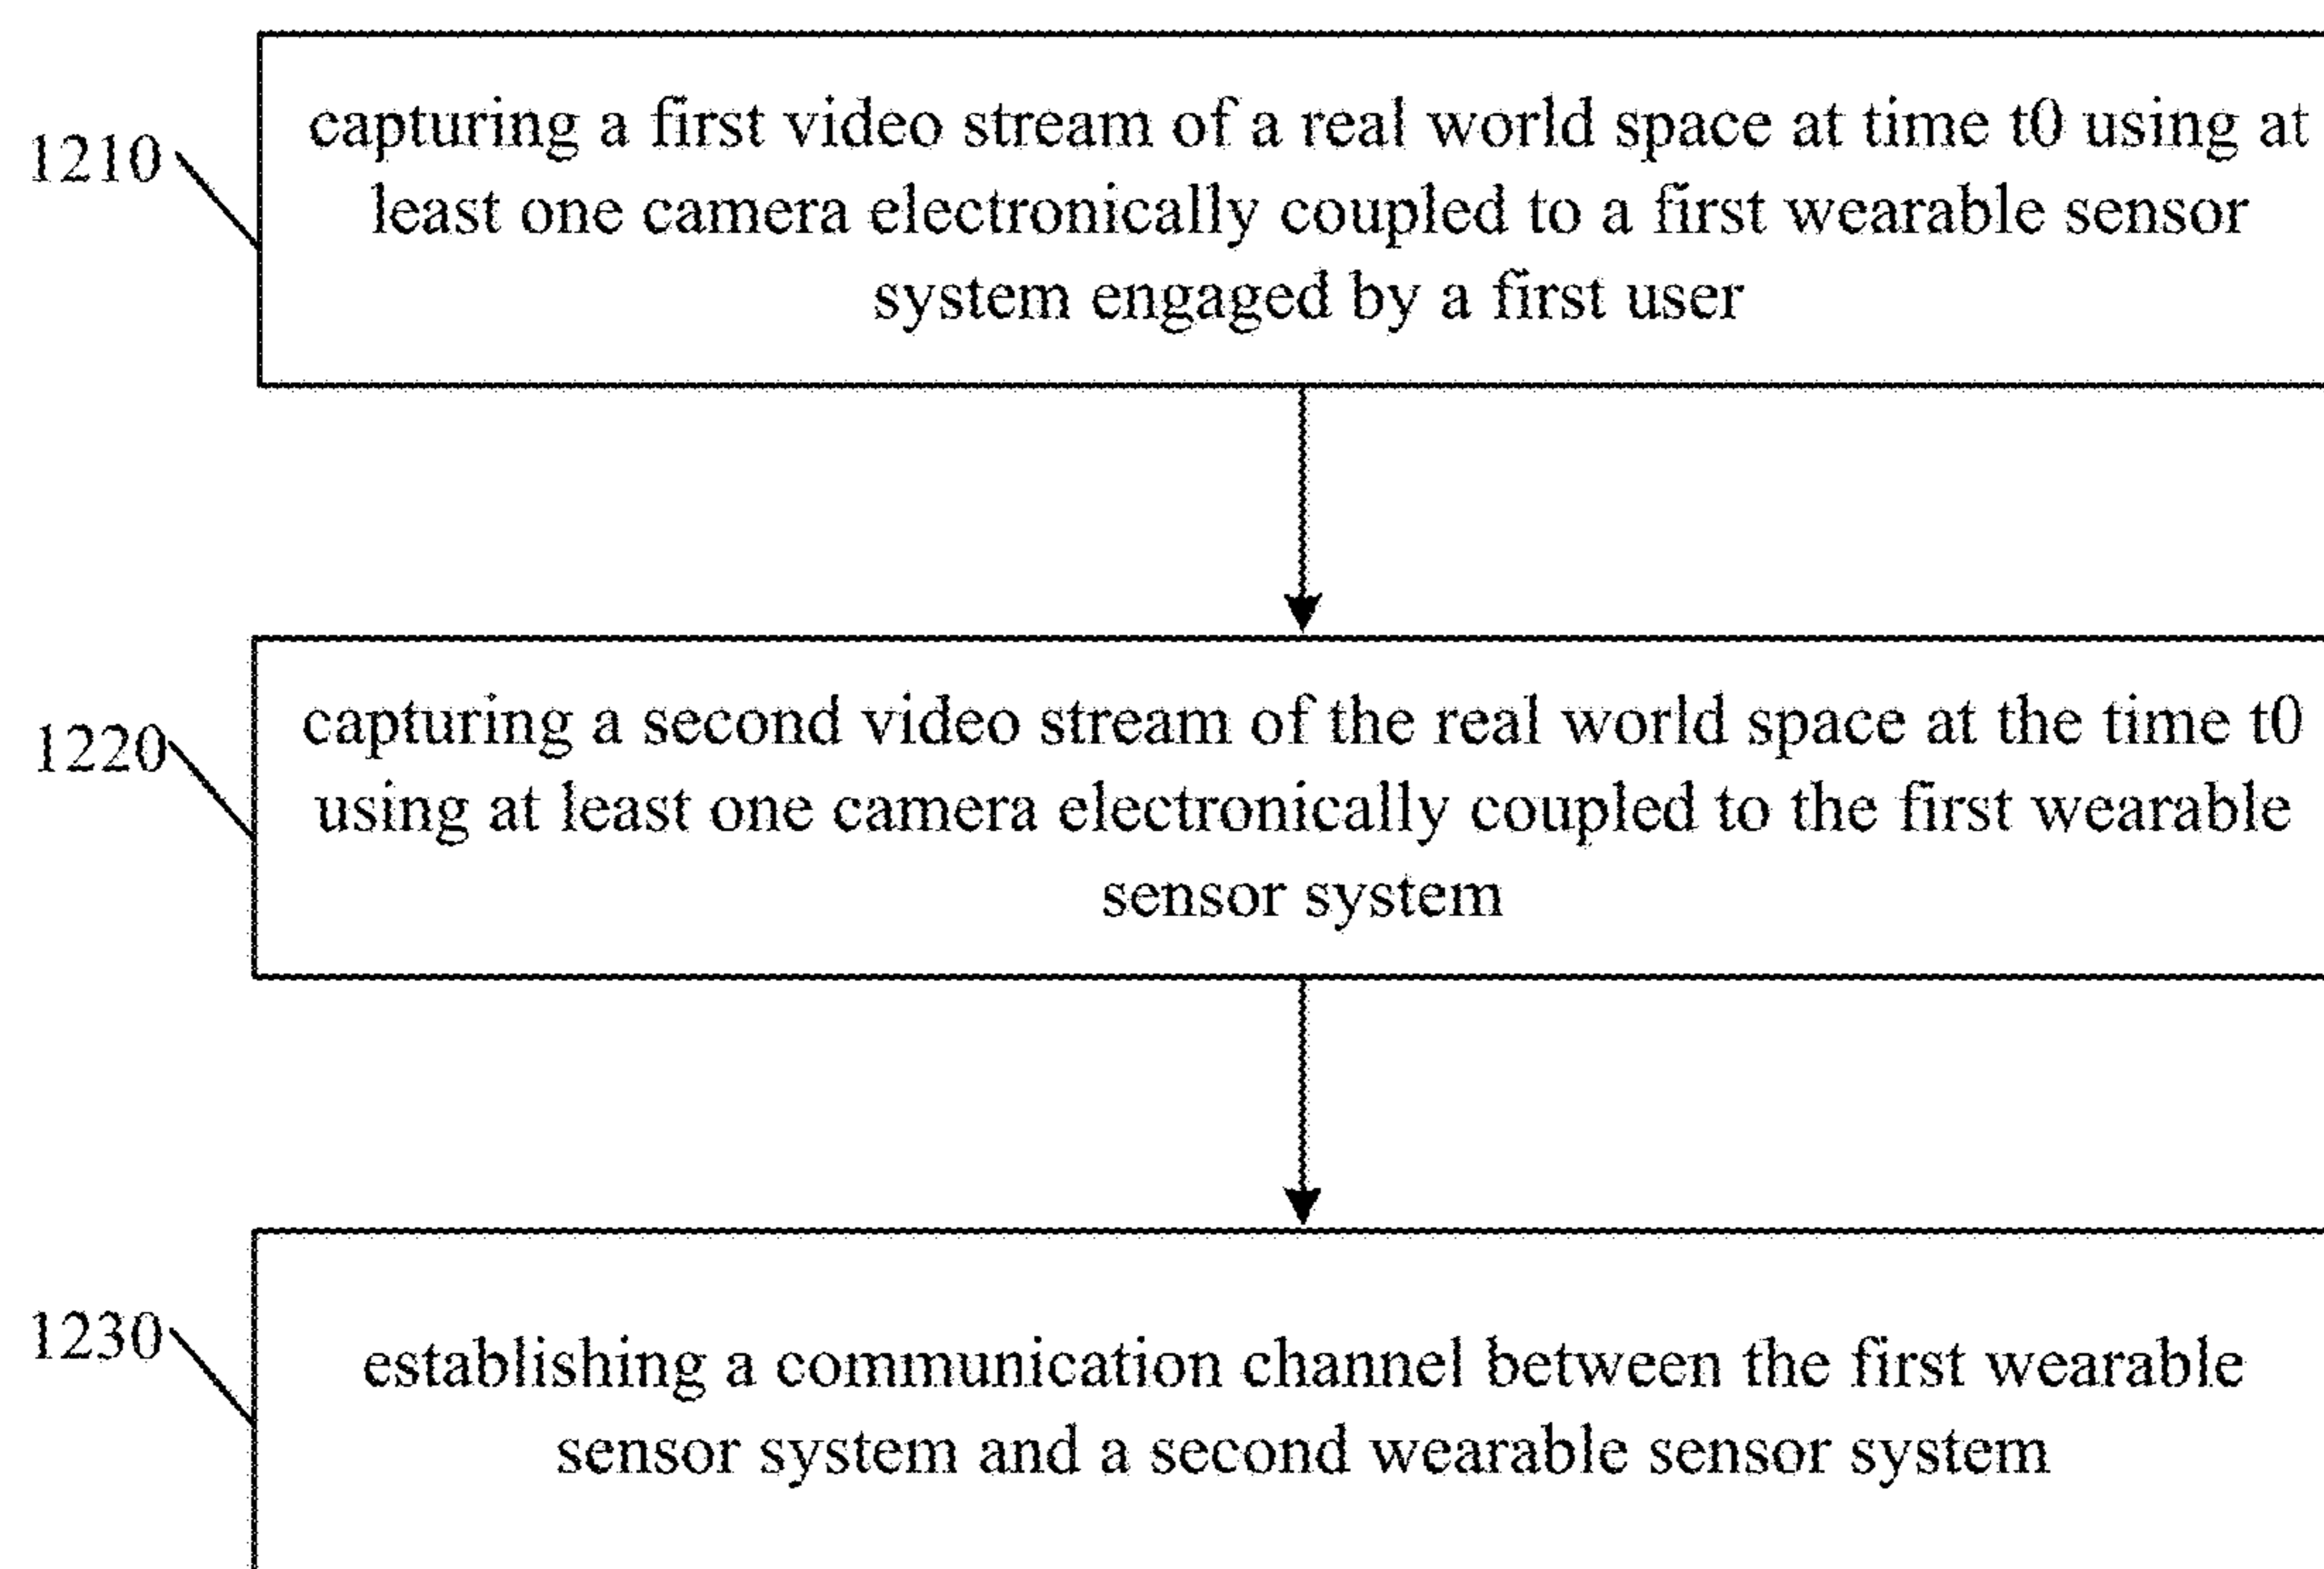 1210
capturing a first video stream of a real world space at time t0 using at
least one camera electronically coupled to a first wearable sensor
system engaged by a first user
1220
capturing a second video stream of the real world space at the time t0
using at least one camera electronically coupled to the first wearable
sensor system
1230
establishing a communication channel between the first wearable
sensor system and a second wearable sensor system